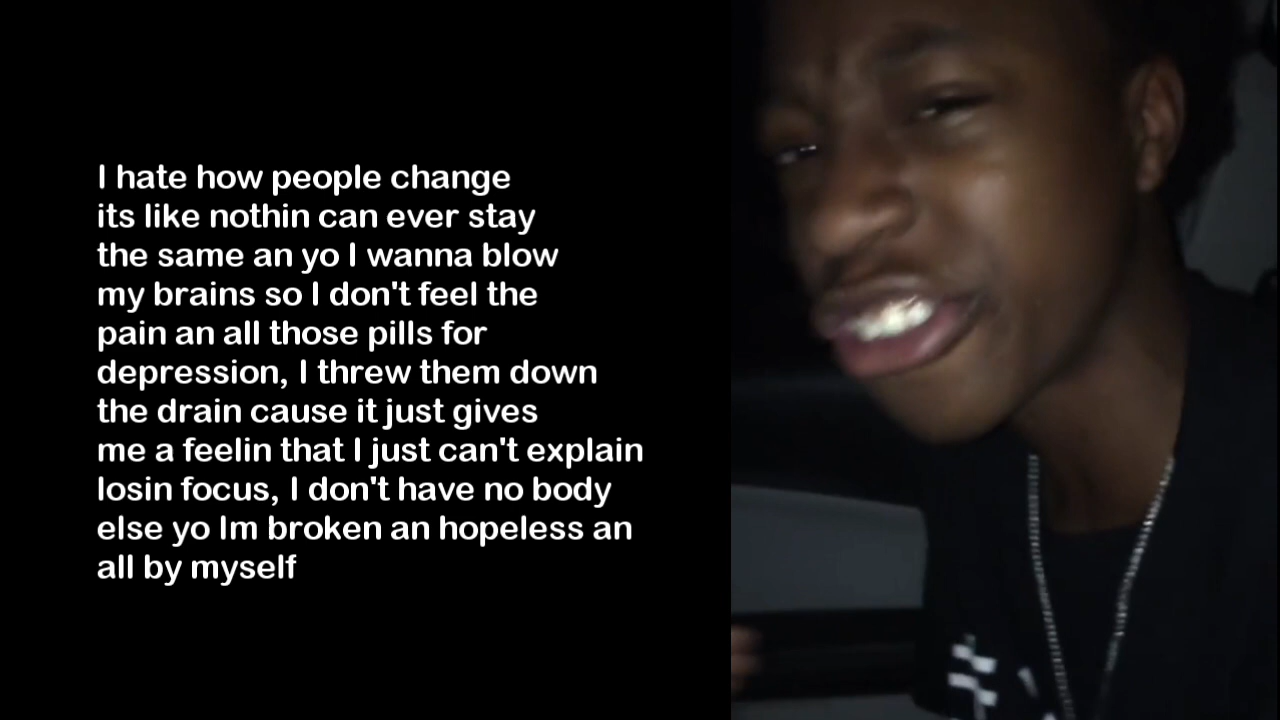 I hate how people change
its like nothin can ever stay
the same an yo I wanna blow
my brains so I don't feel the
pain an all those pills for
depression, I threw them down
the drain cause it just gives
me a feelin that I just can't explain
losin focus, I don't have no body
else yo Im broken an hopeless an
all by myself